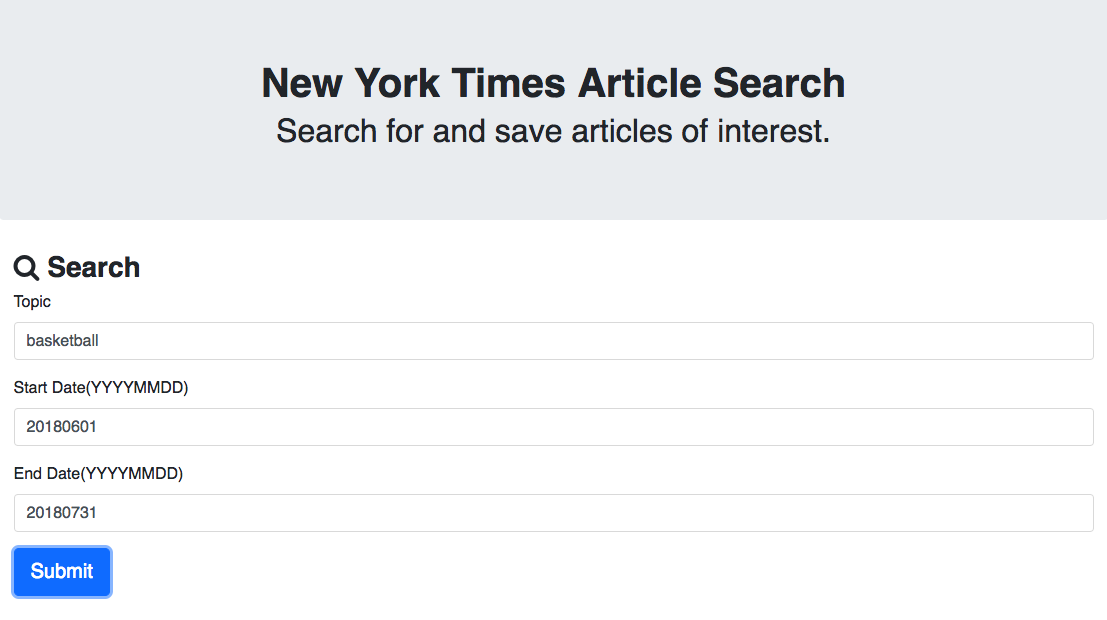 New York Times Article Search
Search for and save articles of interest.
Search
Topic
basketball
Start Date(YYYYMMDD)
20180601
End Date(YYYYMMDD)
20180731
Submit